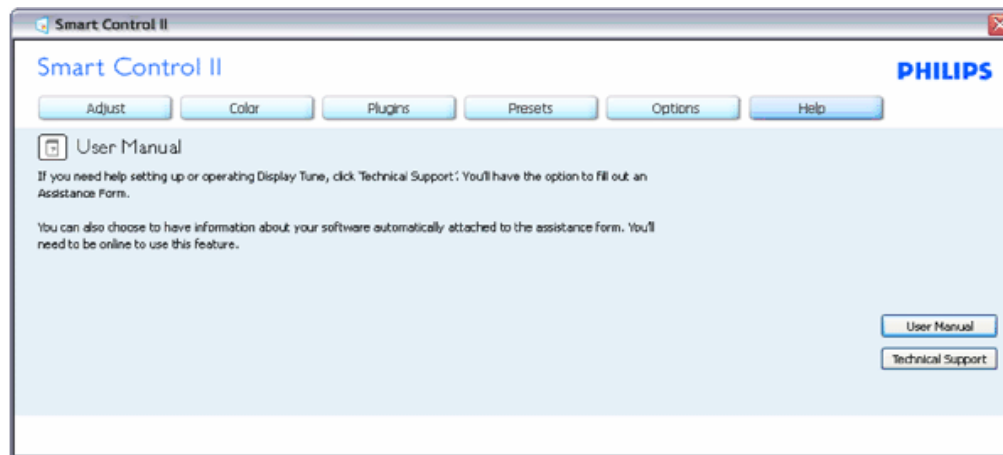 Smart Control II
Smart Control II
PHILIPS
Adjust Color Plugins Presets Options Help
User Manual
If you need help setting up or operating Display Tune, click 'Technical Support'. You'll have the option to fill out an
Assistance Form.
You can also choose to have information about your software automatically attached to the assistance form. You'll
need to be online to use this feature.
User Manual
Technical Support